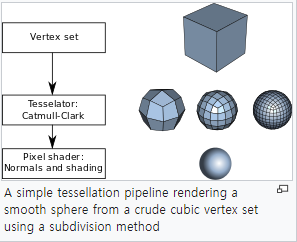 Vertex set
Tesselator:
Catmull-Clark
Pixel shader:
Normals and shading
A simple tessellation pipeline rendering a
smooth sphere from a crude cubic vertex set
using a subdivision method